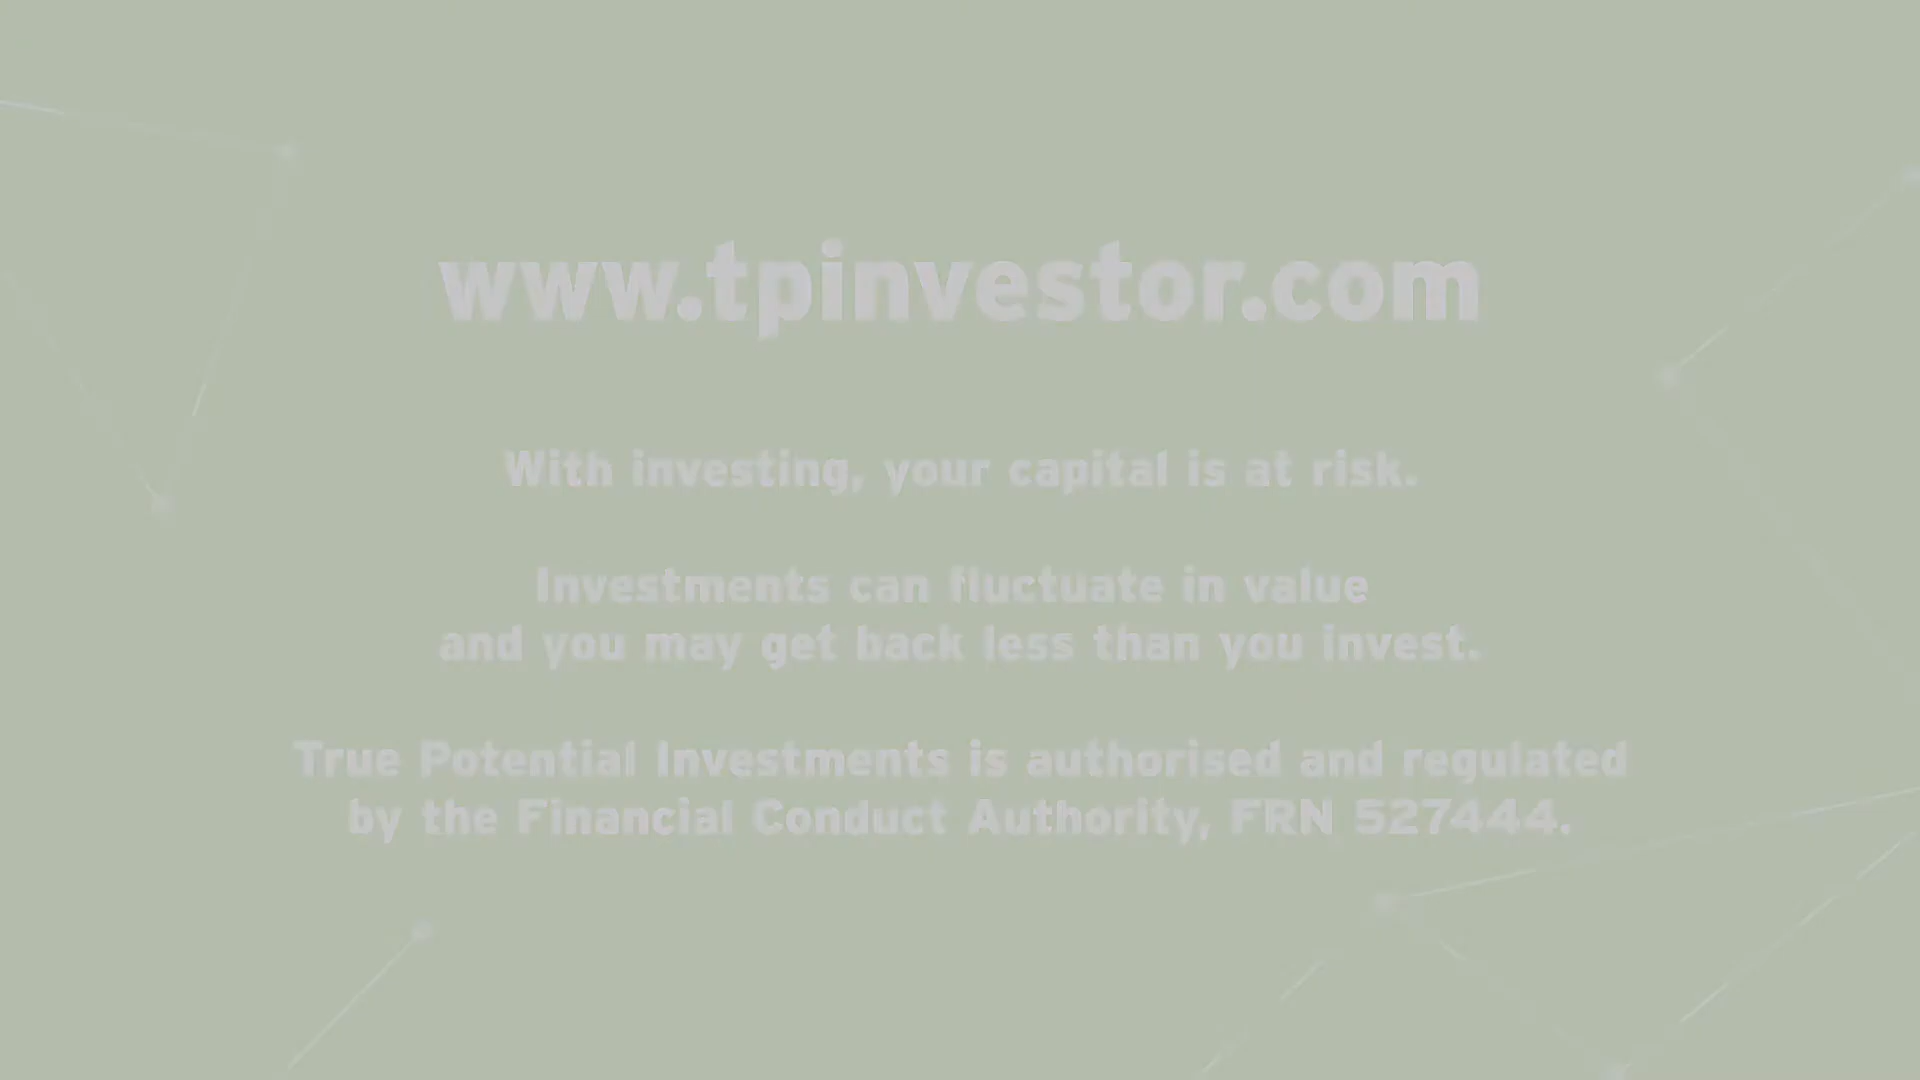 www.tpinvestor.com
With investing, your capital is at risk.
Investments can fluctuate in value
and you may get back less than you invest.
True Potential Investments is authorised and regulated
by the Financial Conduct Authority, FRN 527444.